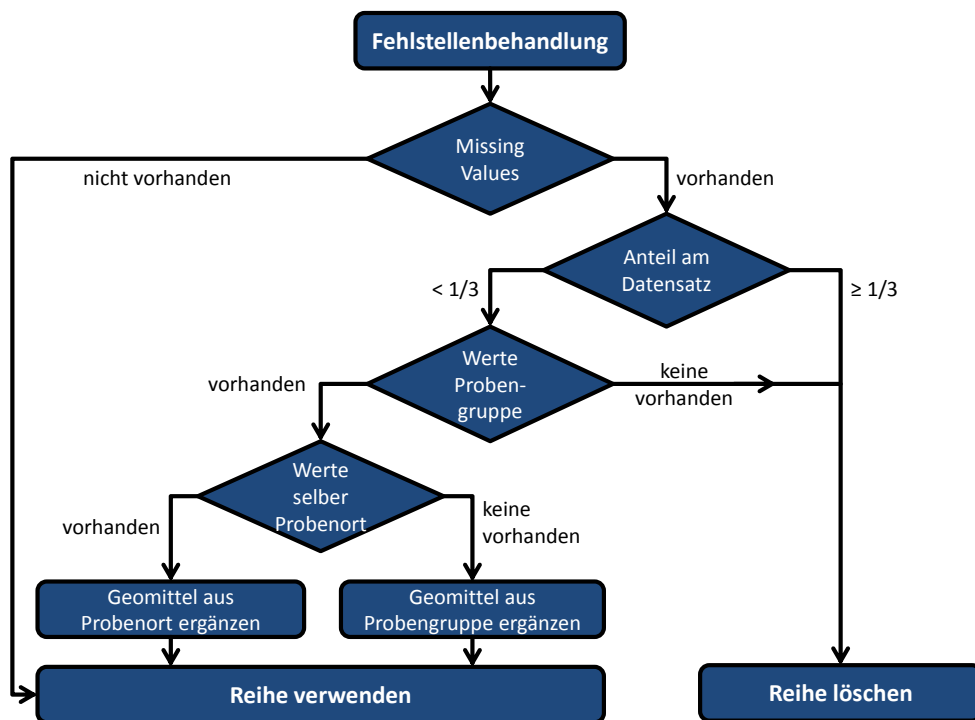 Fehlstellenbehandlung
Missing
Values
nicht vorhanden
vorhanden
Anteil am
Datensatz
< 1/3
≥ 1/3
Werte
Proben-
gruppe
vorhanden
keine
vorhanden
Werte
selber
Probenort
vorhanden
keine
vorhanden
Geomittel aus
Probenort ergänzen
Geomittel aus
Probengruppe ergänzen
Reihe verwenden
Reihe löschen